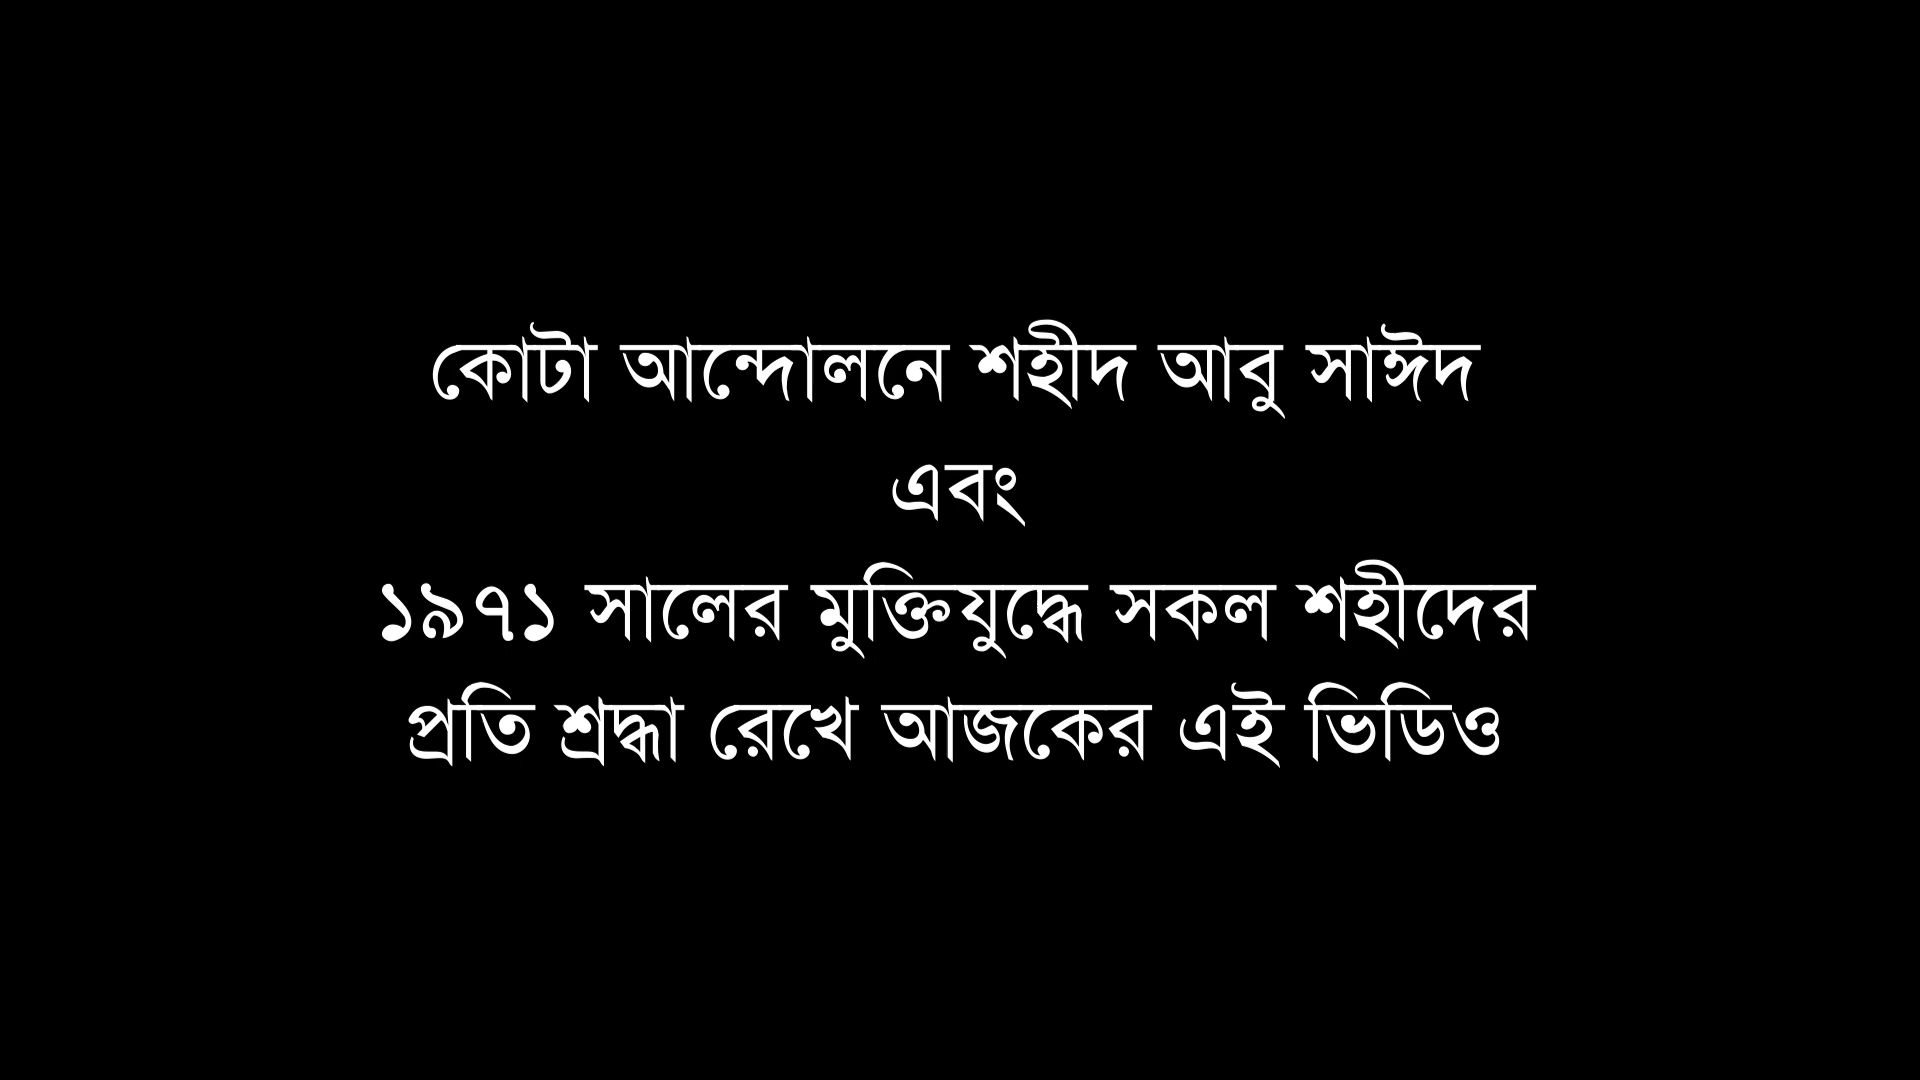 কোটা আন্দোলনে শহীদ আবু সাঈদ
এবং
১৯৭১ সালের মুক্তিযুদ্ধে সকল শহীদের
প্রতি শ্রদ্ধা রেখে আজকের এই ভিডিও